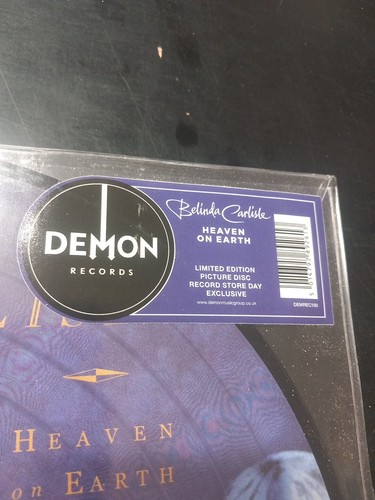 DEMON
RECORDS
Belinda Carlisle
HEAVEN
ON EARTH
LIMITED EDITION
PICTURE DISC
RECORD STORE DAY
EXCLUSIVE
www.demonmusicgroup.co.uk
LIS
HEAVEN
on EARTH